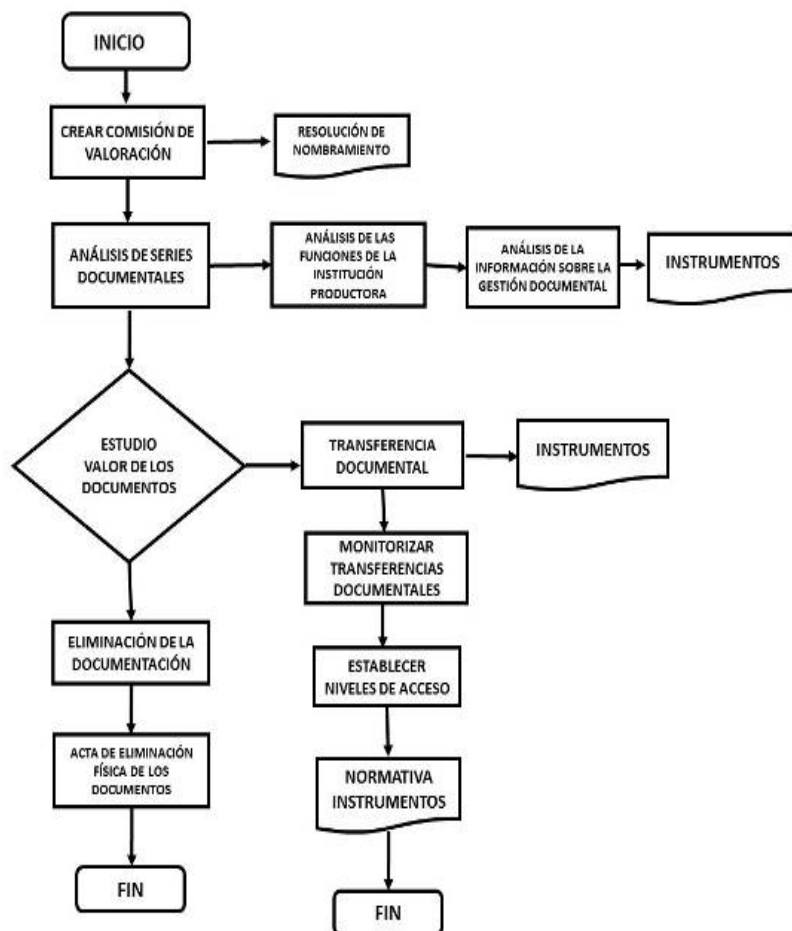 INICIO
CREAR COMISIÓN DE
VALORACIÓN
RESOLUCIÓN DE
NOMBRAMIENTO
ANÁLISIS DE SERIES
DOCUMENTALES
ANÁLISIS DE LAS
FUNCIONES DE LA
INSTITUCIÓN
PRODUCTORA
ANÁLISIS DE LA
INFORMACIÓN SOBRE LA
GESTIÓN DOCUMENTAL
INSTRUMENTOS
ESTUDIO
VALOR DE LOS
DOCUMENTOS
TRANSFERENCIA
DOCUMENTAL
INSTRUMENTOS
MONITORIZAR
TRANSFERENCIAS
DOCUMENTALES
ELIMINACIÓN DE LA
DOCUMENTACIÓN
ESTABLECER
NIVELES DE ACCESO
ACTA DE ELIMINACIÓN
FÍSICA DE LOS
DOCUMENTOS
NORMATIVA
INSTRUMENTOS
FIN
FIN